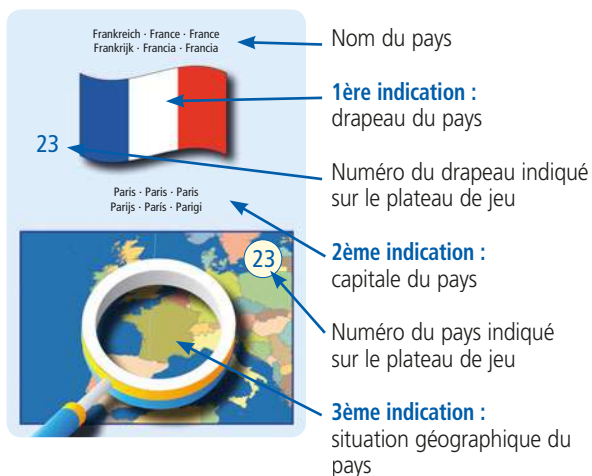 Frankreich · France · France
Frankrijk · Francia · Francia
23
Paris · Paris · Paris
Parijs · París · Parigi
23
Nom du pays
1ère indication :
drapeau du pays
Numéro du drapeau indiqué
sur le plateau de jeu
2ème indication :
capitale du pays
Numéro du pays indiqué
sur le plateau de jeu
3ème indication :
situation géographique du
pays